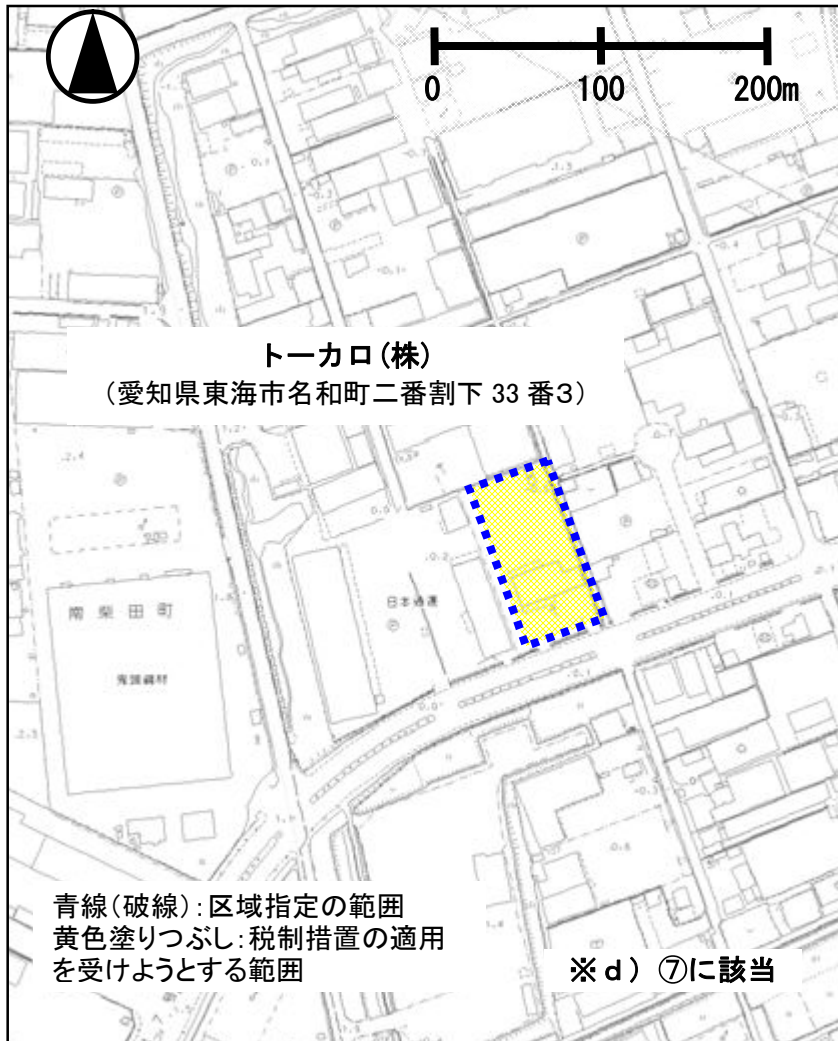 0 100 200m
トーカロ(株)
(愛知県東海市名和町二番割下 33 番3)
日本通運
Ⓟ
南柴田町
青線(破線):区域指定の範囲
黄色塗りつぶし:税制措置の適用
を受けようとする範囲
※d)⑦に該当